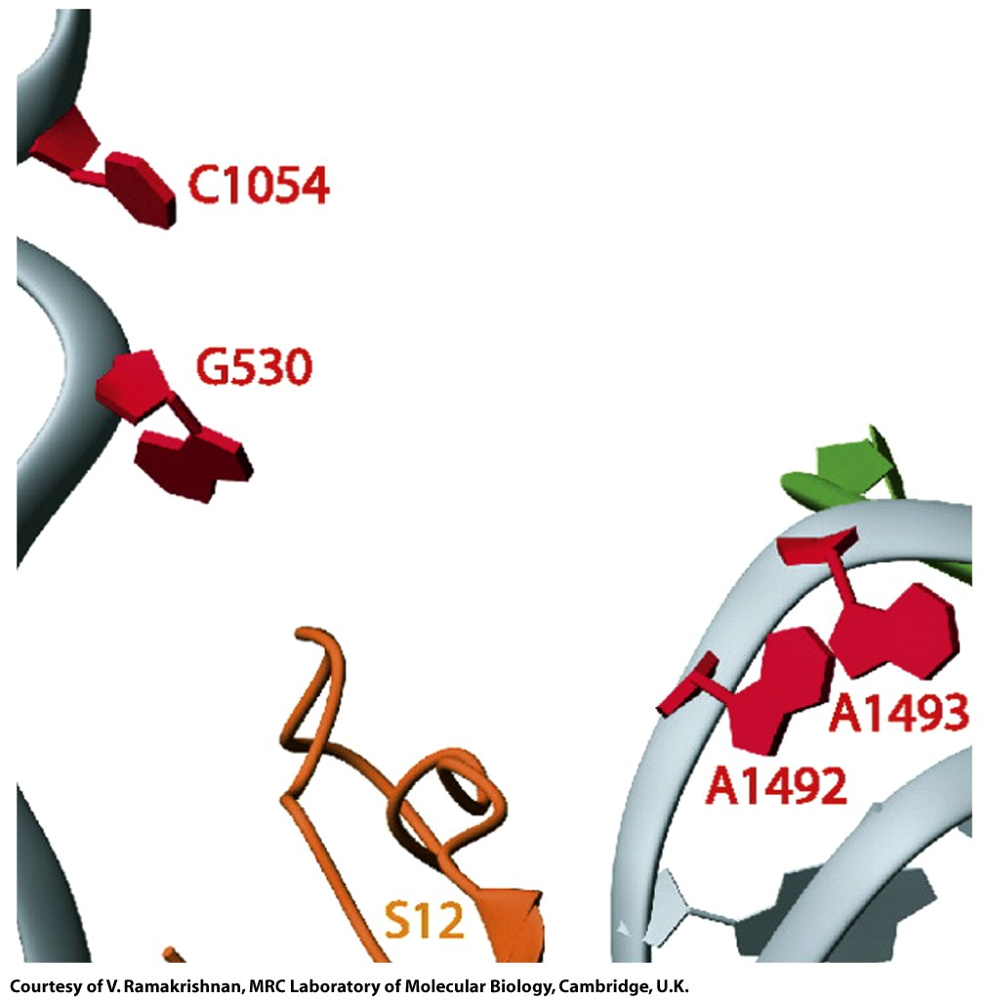 C1054
G530
A1493
A1492
S12
Courtesy of V. Ramakrishnan, MRC Laboratory of Molecular Biology, Cambridge, U.K.